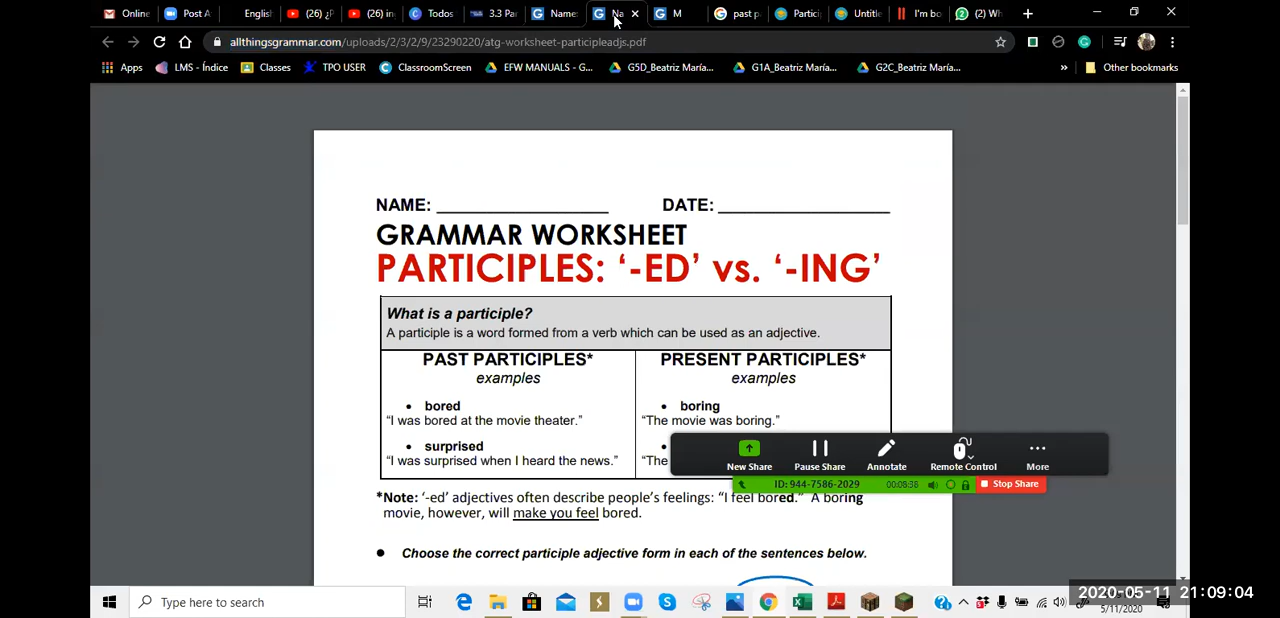 Online
Post A
English
(26) ¿P
(26) in
Todos
3.3 Par
Name:
Na
M
past p
Particip
Untitle
I'm bo
(2) Wh
allthingsgrammar.com/uploads/2/3/2/9/23290220/atg-worksheet-participleadjs.pdf
Apps
LMS - Índice
Classes
TPO USER
ClassroomScreen
EFW MANUALS - G...
G5D_Beatriz María...
G1A_Beatriz María...
G2C_Beatriz María...
»
Other bookmarks
NAME: ___________________ DATE: ___________________
GRAMMAR WORKSHEET
PARTICIPLES: ‘-ED’ vs. ‘-ING’
What is a participle?
A participle is a word formed from a verb which can be used as an adjective.
PAST PARTICIPLES*
examples
• bored
“I was bored at the movie theater.”
• surprised
“I was surprised when I heard the news.”
PRESENT PARTICIPLES*
examples
• boring
“The movie was boring.”
•
“The
New Share
Pause Share
Annotate
Remote Control
More
ID: 944-7586-2029
00:08:38
Stop Share
*Note: ‘-ed’ adjectives often describe people’s feelings: “I feel bored.” A boring
movie, however, will make you feel bored.
● Choose the correct participle adjective form in each of the sentences below.
Type here to search
2020-05-11 21:09:04
5/11/2020